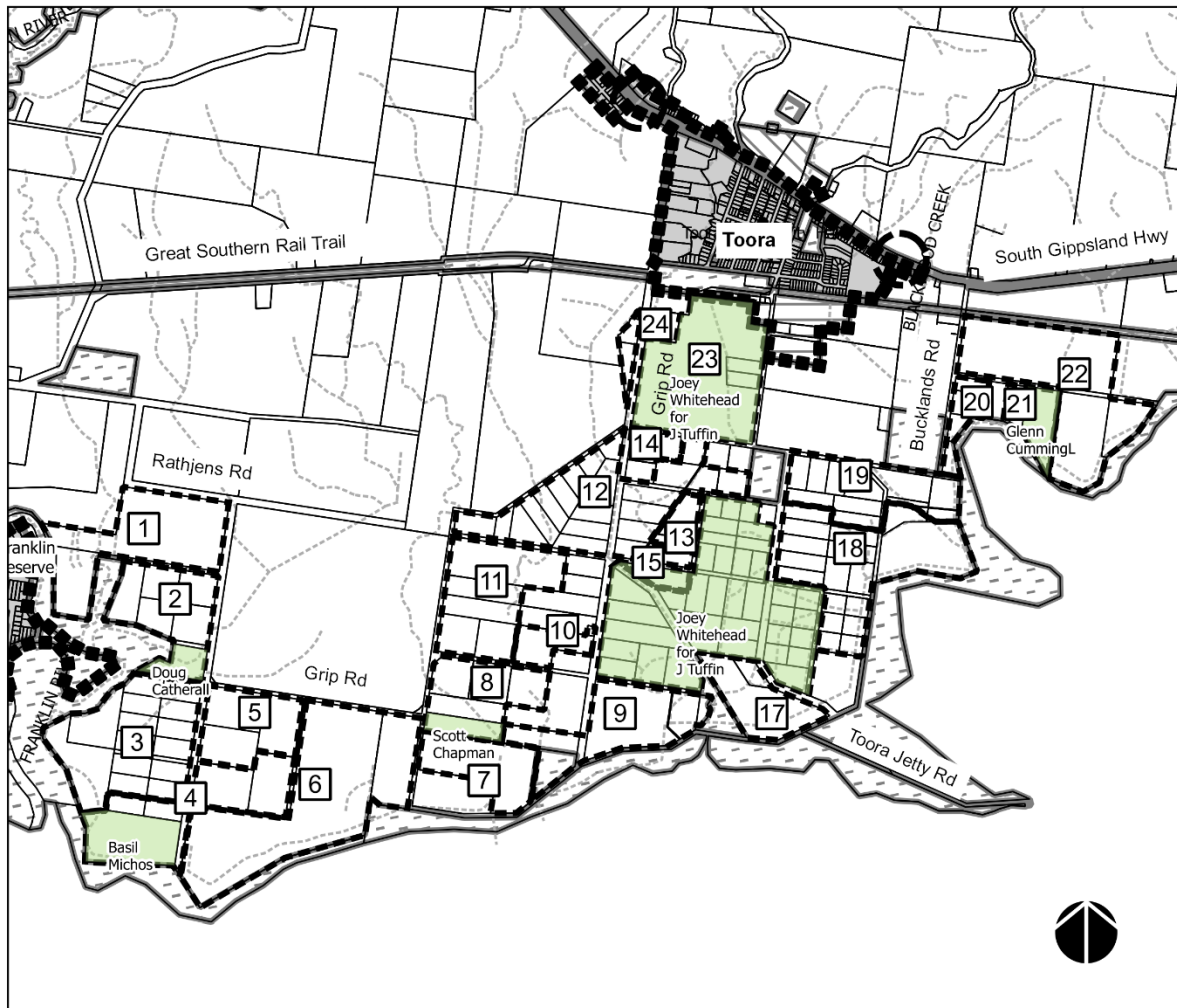 N RIVER
Great Southern Rail Trail
Toora
South Gippsland Hwy
BLACK
OD CREEK
Bucklands Rd
24
23
Grip Rd
Joey
Whitehead
for
J Tuffin
22
20
21
Glenn
CummingL
14
Rathjens Rd
12
19
1
13
18
ranklin
eserve
15
11
2
10
Joey
Whitehead
for
J Tuffin
Doug
Catherall
Grip Rd
8
5
9
17
3
Scott
Chapman
FRANKLIN
Toora Jetty Rd
6
7
4
Basil
Michos